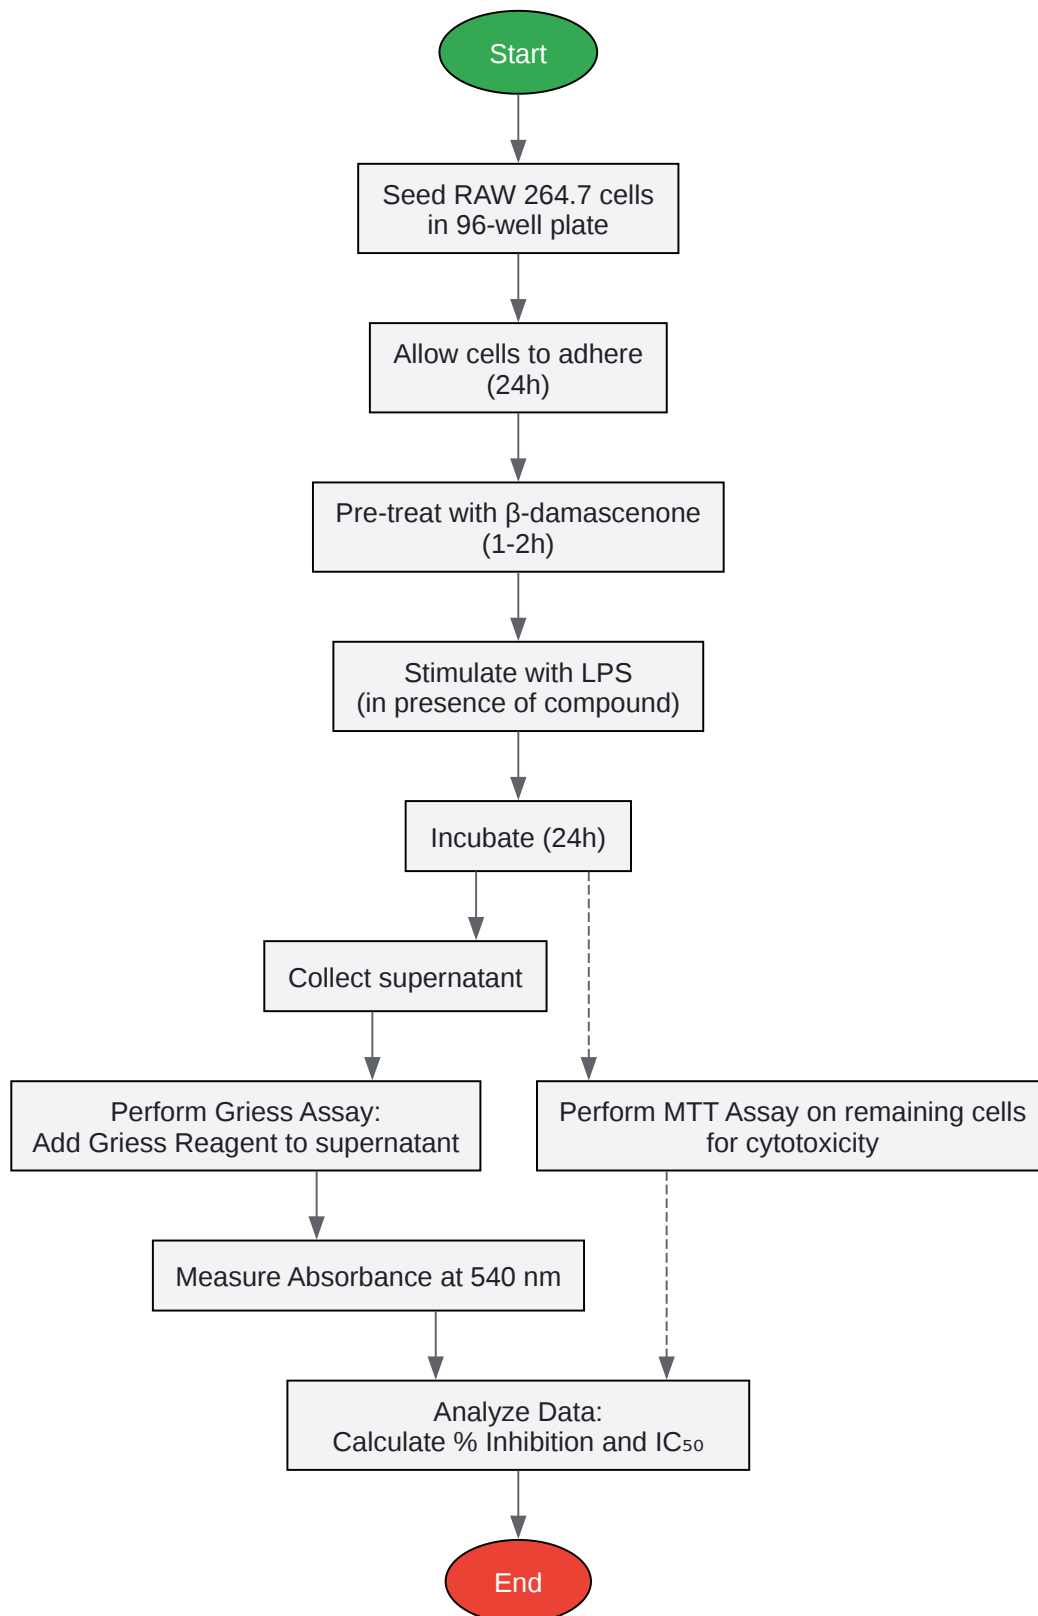 Start
Seed RAW 264.7 cells
in 96-well plate
Allow cells to adhere
(24h)
Pre-treat with β-damascenone
(1-2h)
Stimulate with LPS
(in presence of compound)
Incubate (24h)
Collect supernatant
Perform Griess Assay:
Add Griess Reagent to supernatant
Perform MTT Assay on remaining cells
for cytotoxicity
Measure Absorbance at 540 nm
Analyze Data:
Calculate % Inhibition and IC₅₀
End